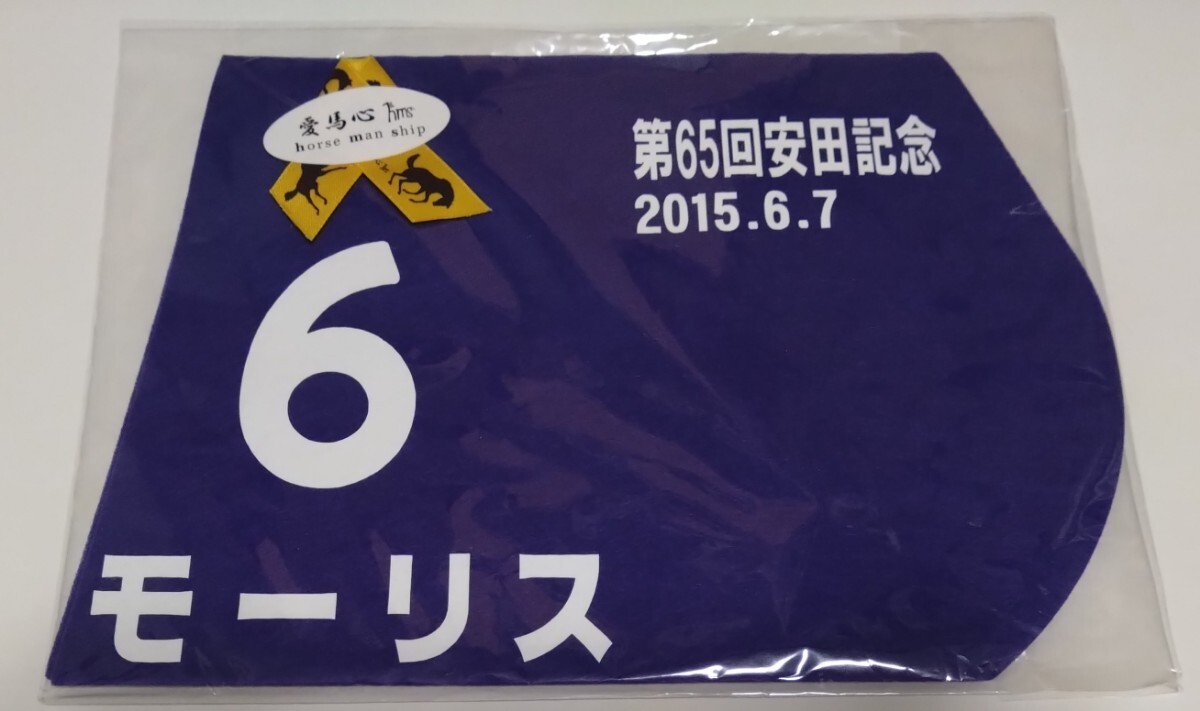 愛馬心 hms
horse man ship
第65回安田記念
2015.6.7
6
モーリス